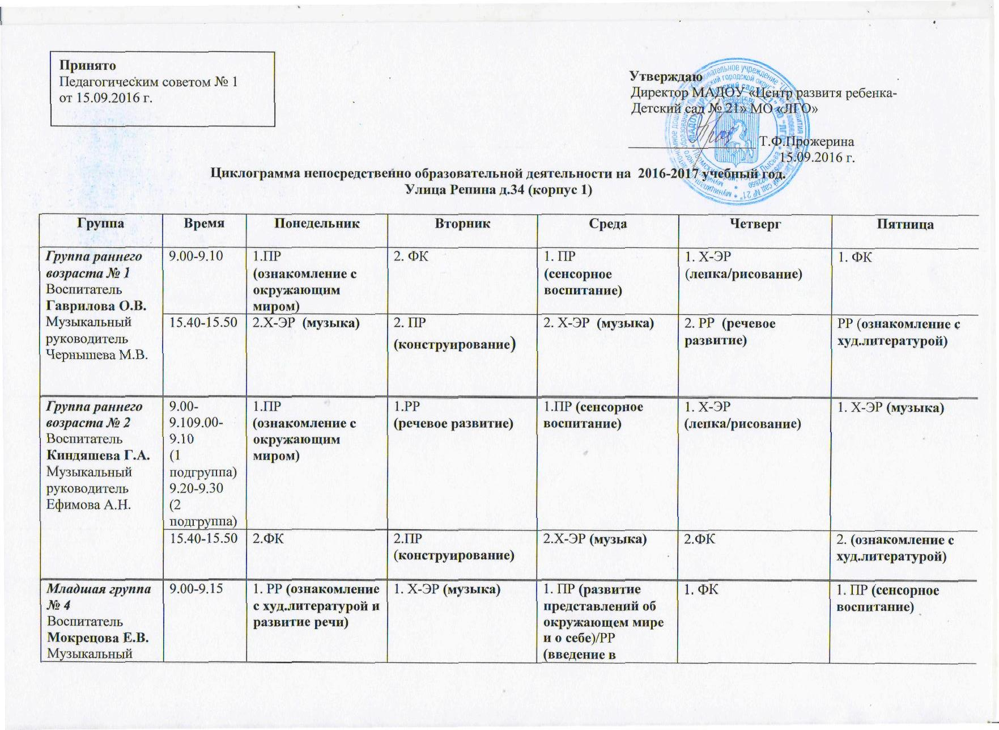 Принято
Педагогическим советом № 1
от 15.09.2016 г.
Утверждаю
Директор МАДОУ «Центр развитя ребенка-
Детский сад № 21» МО «ЛГО»
Т.Ф.Прожерина
15.09.2016 г.
Циклограмма непосредственно образовательной деятельности на 2016-2017 учебный год.
Улица Репина д.34 (корпус 1)
Группа Время Понедельник Вторник Среда Четверг Пятница
Группа раннего
возраста № 1
Воспитатель
Гаврилова О.В.
Музыкальный
руководитель
Чернышева М.В.
9.00-9.10
1.ПР
(ознакомление с
окружающим
миром)
2. ФК
1. ПР
(сенсорное
воспитание)
1. Х-ЭР
(лепка/рисование)
1. ФК
15.40-15.50
2.Х-ЭР (музыка)
2. ПР
(конструирование)
2. Х-ЭР (музыка)
2. РР (речевое
развитие)
РР (ознакомление с
худ.литературой)
Группа раннего
возраста № 2
Воспитатель
Киндяшева Г.А.
Музыкальный
руководитель
Ефимова А.Н.
9.00-
9.109.00-
9.10
(1
подгруппа)
9.20-9.30
(2
подгруппа)
1.ПР
(ознакомление с
окружающим
миром)
1.РР
(речевое развитие)
1.ПР (сенсорное
воспитание)
1. Х-ЭР
(лепка/рисование)
1. Х-ЭР (музыка)
15.40-15.50
2.ФК
2.ПР
(конструирование)
2.Х-ЭР (музыка)
2.ФК
2. (ознакомление с
худ.литературой)
Младшая группа
№ 4
Воспитатель
Мокрецова Е.В.
Музыкальный
9.00-9.15
1. РР (ознакомление
с худ.литературой и
развитие речи)
1. Х-ЭР (музыка)
1. ПР (развитие
представлений об
окружающем мире
и о себе)/РР
(введение в
1. ФК
1. ПР (сенсорное
воспитание)